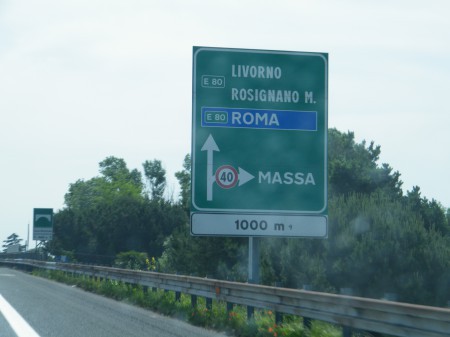 E 80 LIVORNO
ROSIGNANO M.
E 80 ROMA
40 MASSA
1000 m